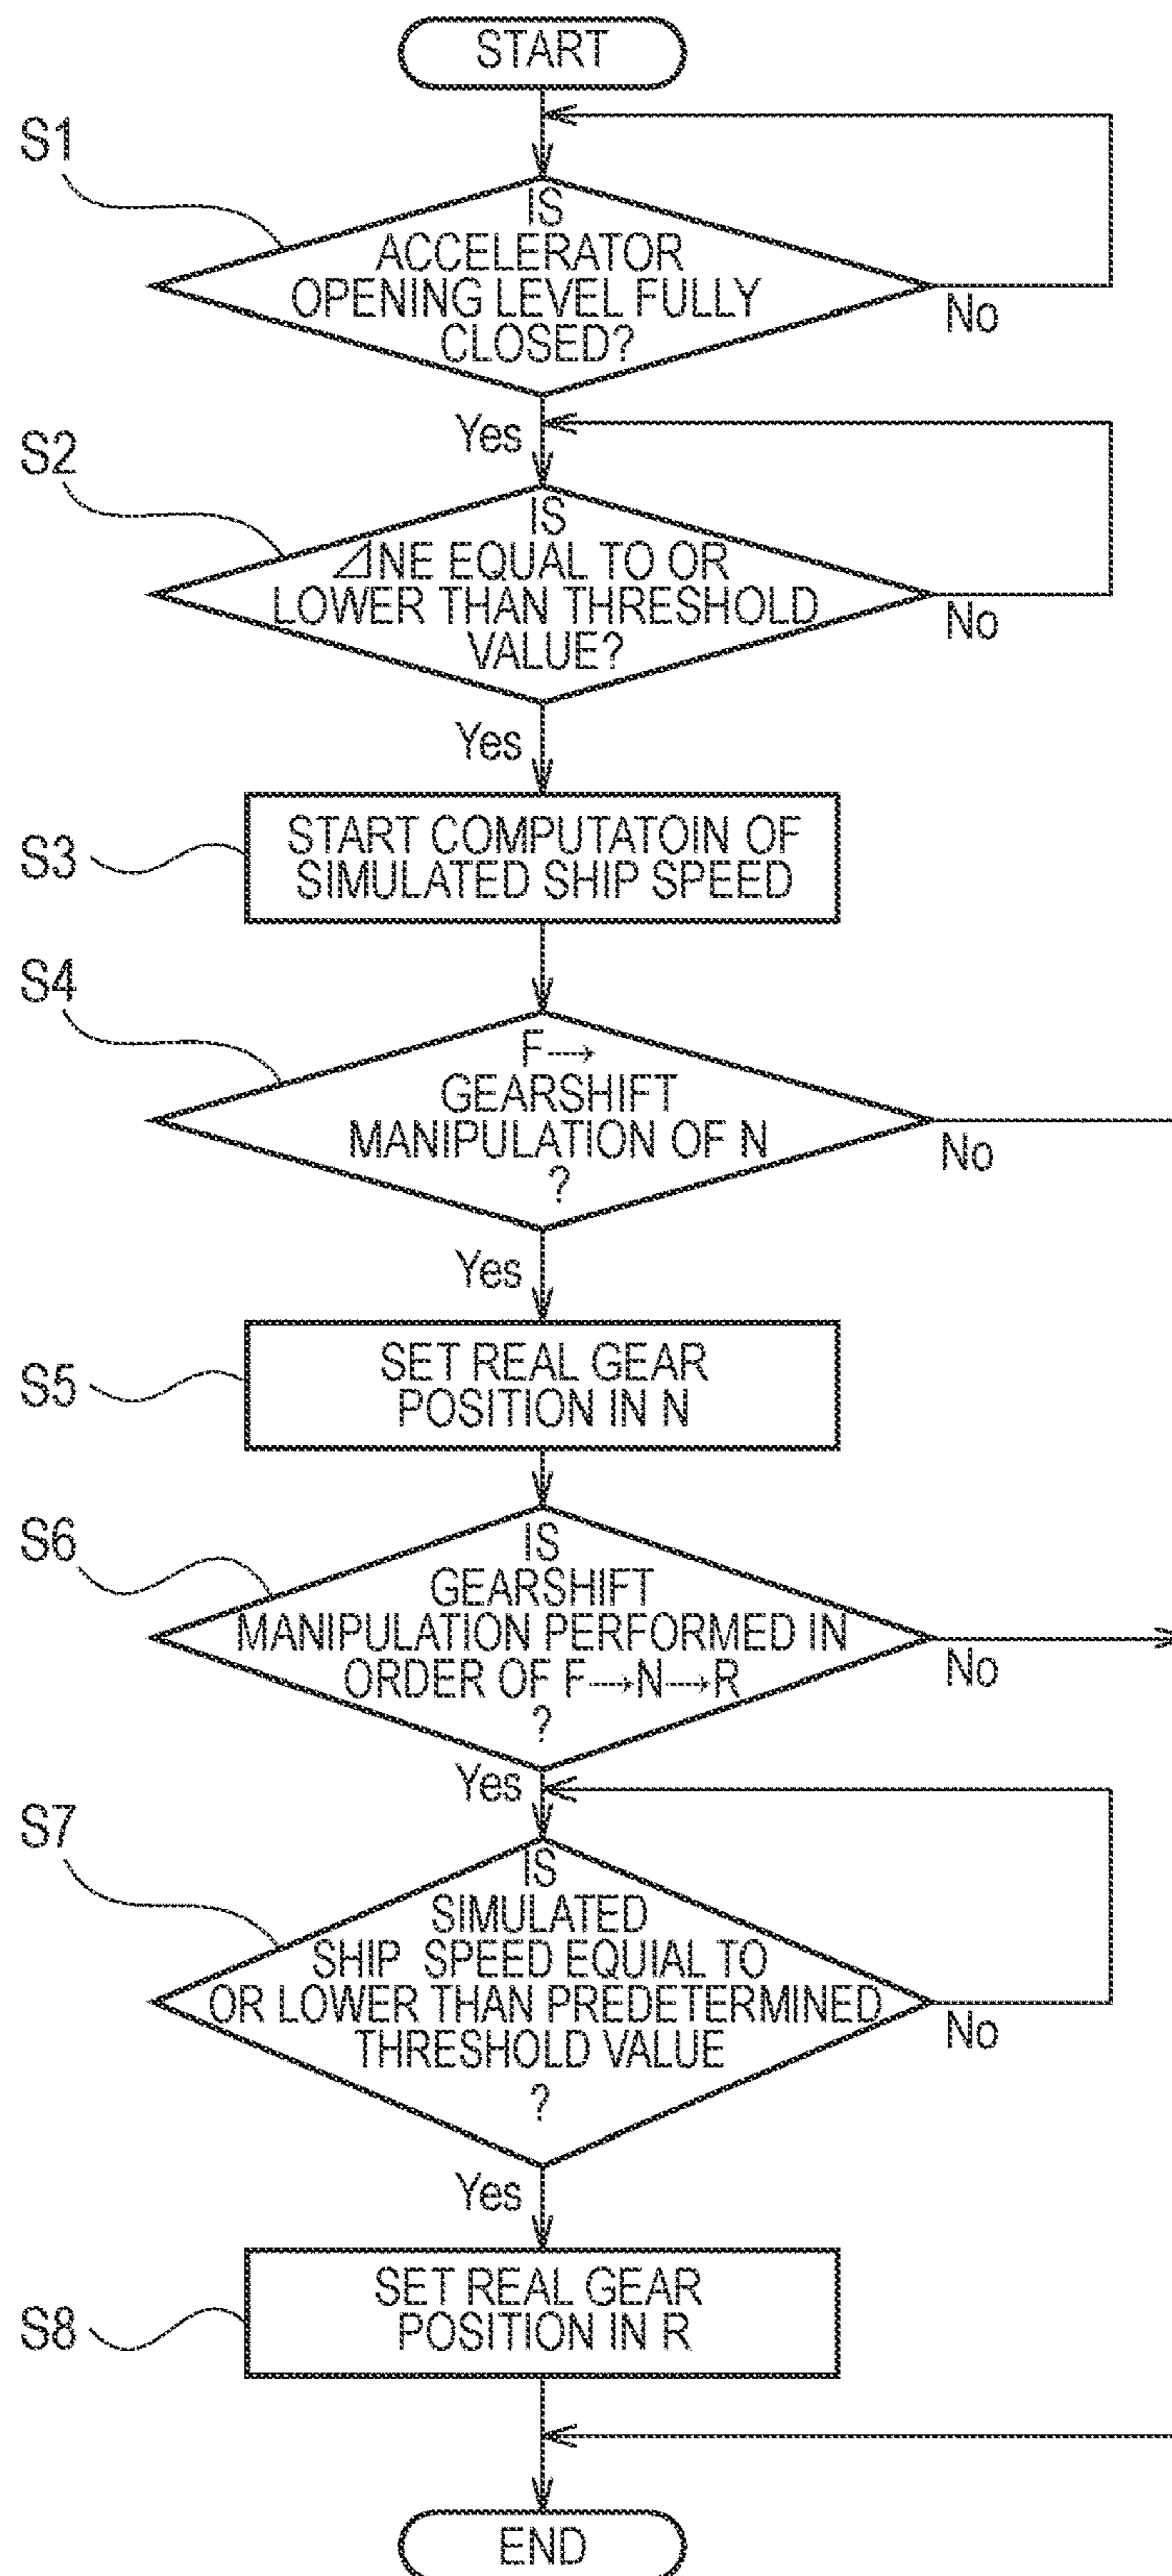 START
S1
IS
ACCELERATOR
OPENING LEVEL FULLY
CLOSED?
No
Yes
S2
IS
⊿NE EQUAL TO OR
LOWER THAN THRESHOLD
VALUE?
No
Yes
S3
START COMPUTATOIN OF
SIMULATED SHIP SPEED
S4
F→
GEARSHIFT
MANIPULATION OF N
?
No
Yes
S5
SET REAL GEAR
POSITION IN N
S6
IS
GEARSHIFT
MANIPULATION PERFORMED IN
ORDER OF F→N→R
?
No
Yes
S7
IS
SIMULATED
SHIP SPEED EQUIAL TO
OR LOWER THAN PREDETERMINED
THRESHOLD VALUE
?
No
Yes
S8
SET REAL GEAR
POSITION IN R
END